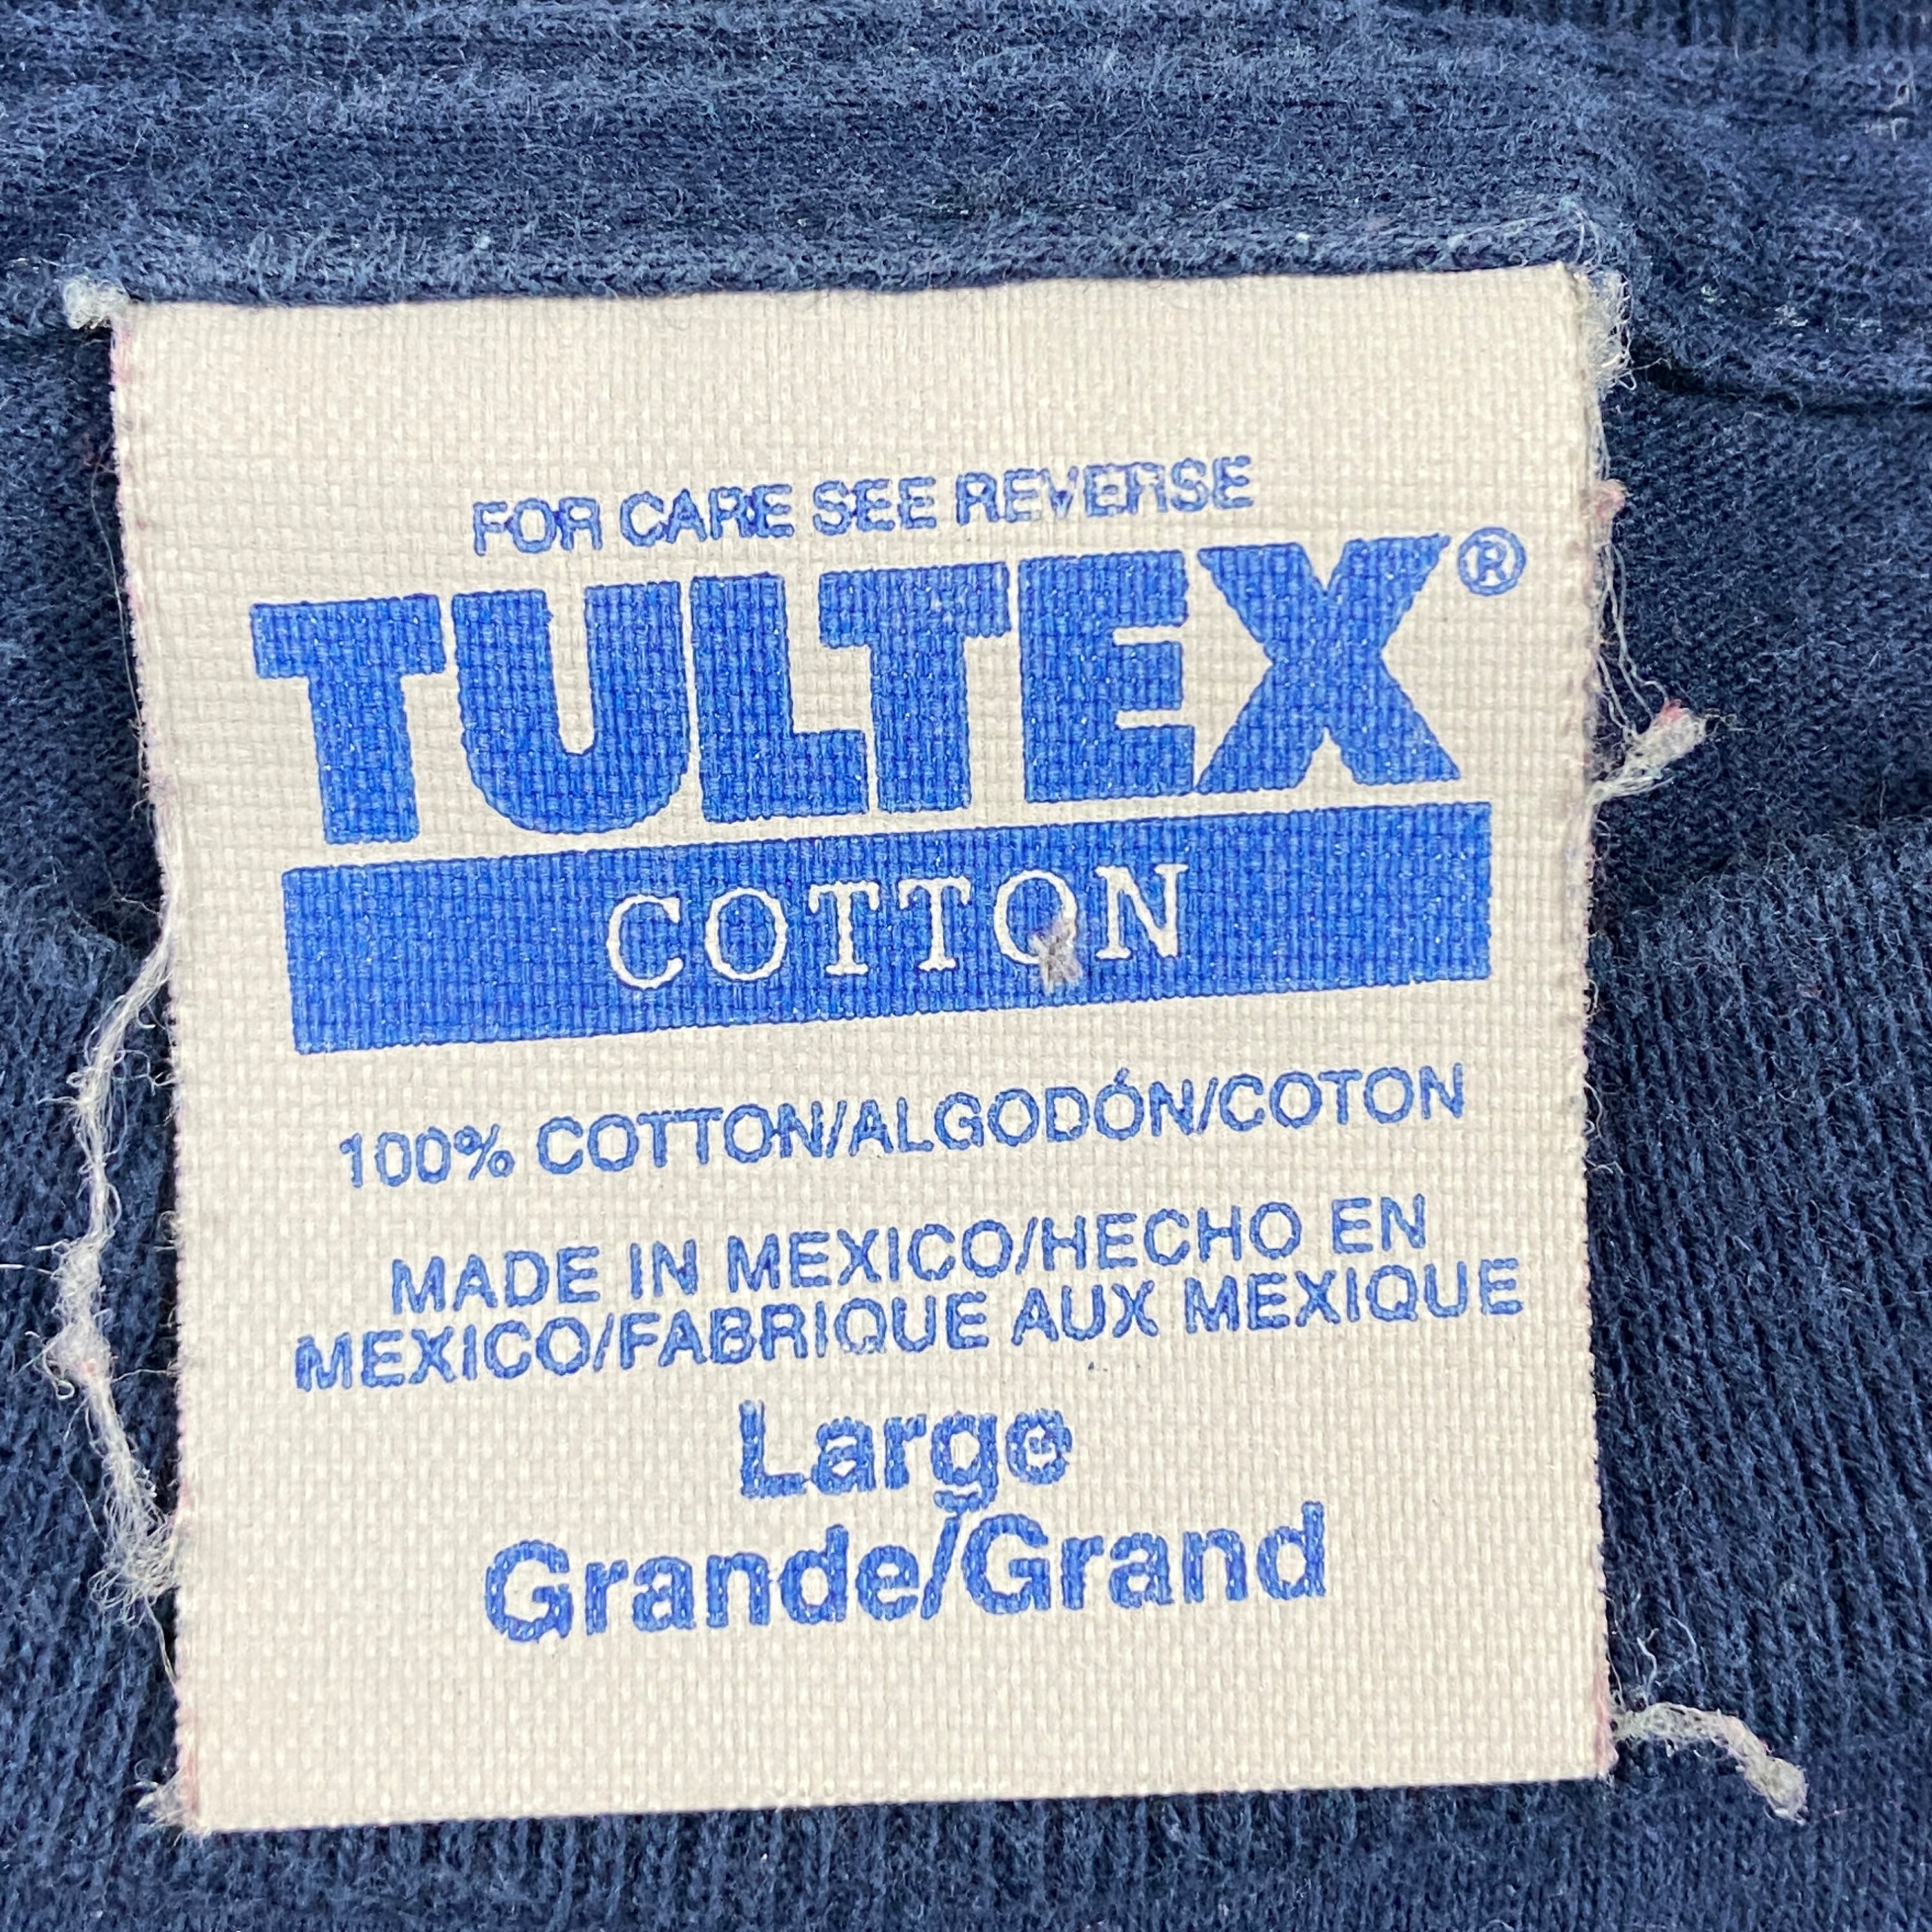 FOR CARE SEE REVERSE
TULTEX®
COTTON
100% COTTON/ALGODÓN/COTON
MADE IN MEXICO/HECHO EN
MEXICO/FABRIQUE AUX MEXIQUE
Large
Grande/Grand